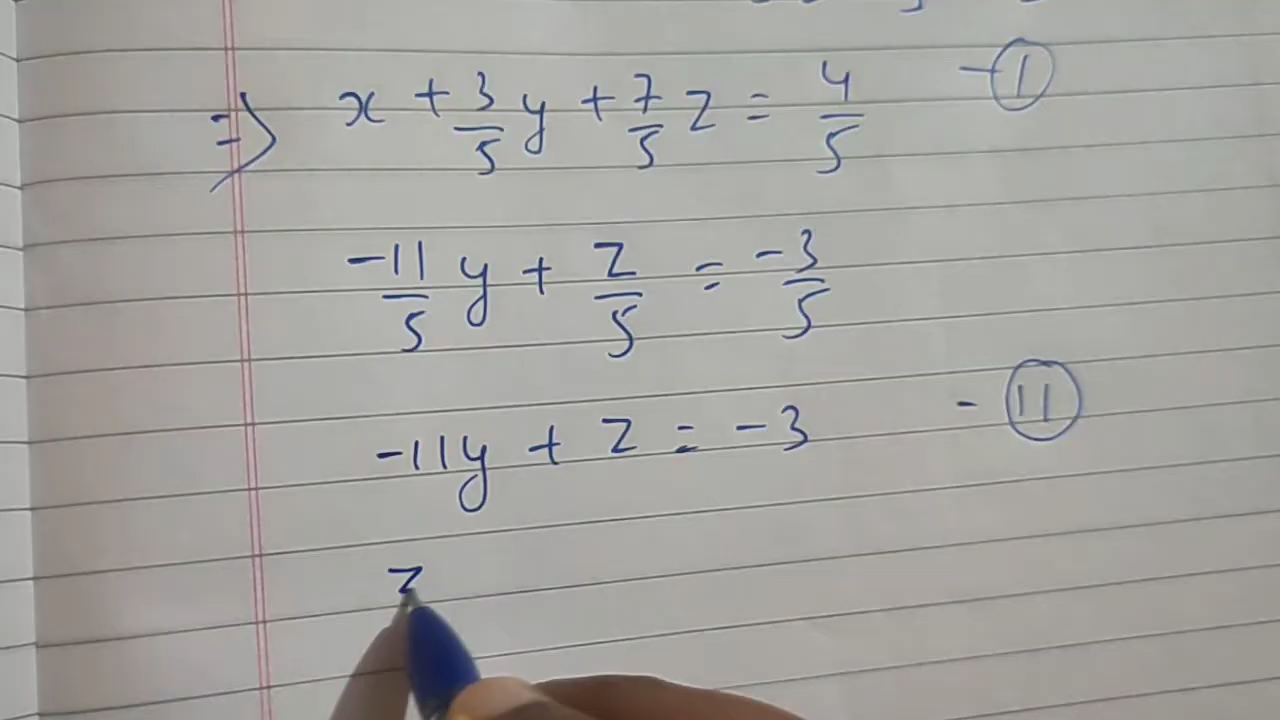 ⇒ x + 3/5 y + 7/5 z = 4/5 - ①
-11/5 y + z/5 = -3/5
-11y + z = -3 - ⑪
z